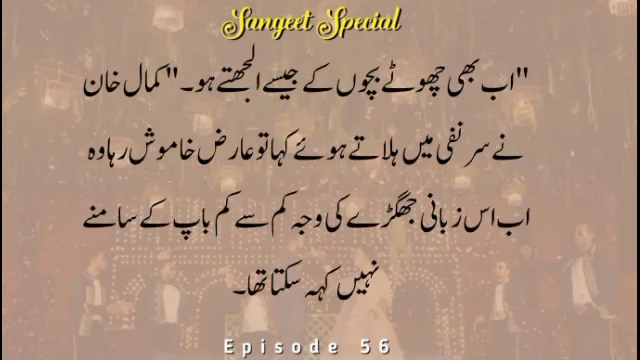 Sangeet Special
"اب بھی چھوٹے بچوں کے جیسے الجھتے ہو۔" کمال خان
نے سر نفی میں ہلاتے ہوئے کہا تو عارض خاموش رہا وہ
اب اس زبانی جھگڑے کی وجہ کم سے کم باپ کے سامنے
نہیں کہہ سکتا تھا۔
Episode 56